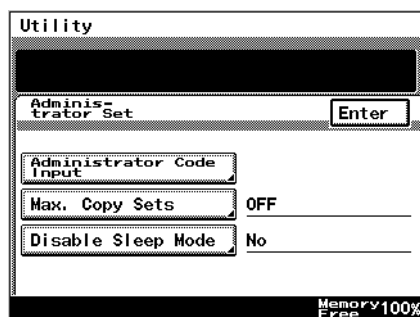 Utility
Adminis-
trator Set
Enter
Administrator Code
Input
Max. Copy Sets
OFF
Disable Sleep Mode
No
Memory
Free 100%